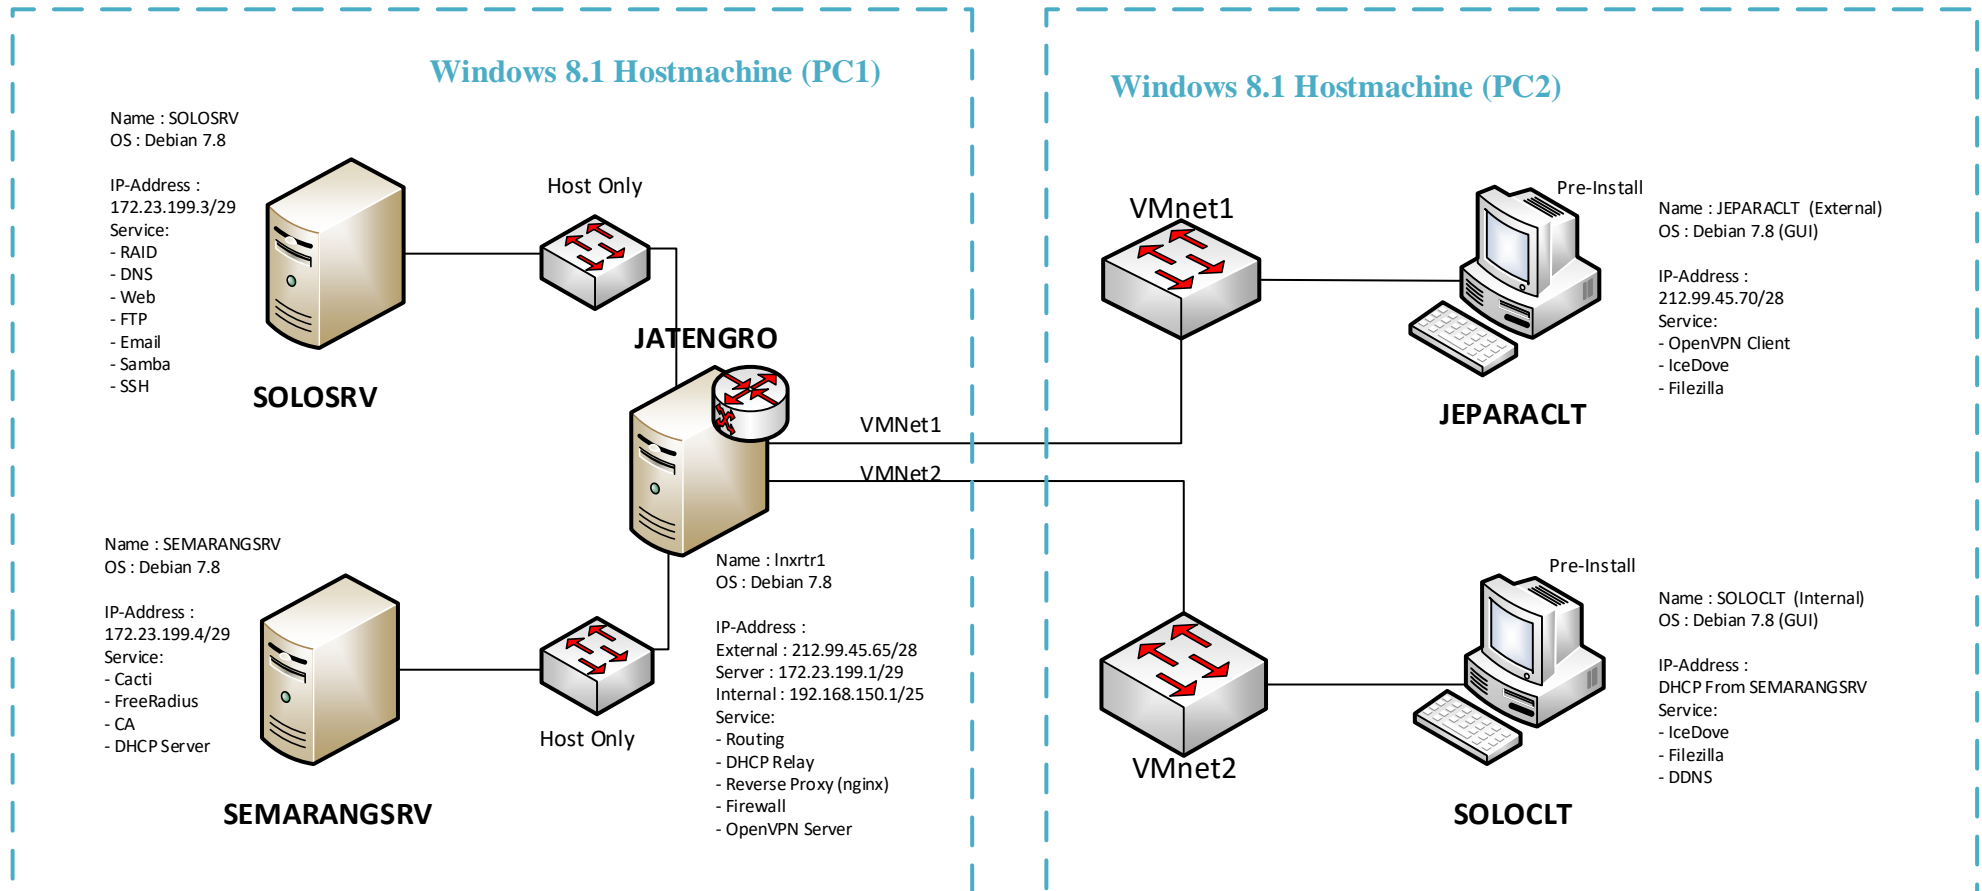 Windows 8.1 Hostmachine (PC1)
Name : SOLOSRV
OS : Debian 7.8
IP-Address :
172.23.199.3/29
Service:
- RAID
- DNS
- Web
- FTP
- Email
- Samba
- SSH
SOLOSRV
Host Only
JATENGRO
VMNet1
VMNet2
Name : SEMARANGSRV
OS : Debian 7.8
IP-Address :
172.23.199.4/29
Service:
- Cacti
- FreeRadius
- CA
- DHCP Server
SEMARANGSRV
Host Only
Name : lnxrtr1
OS : Debian 7.8
IP-Address :
External : 212.99.45.65/28
Server : 172.23.199.1/29
Internal : 192.168.150.1/25
Service:
- Routing
- DHCP Relay
- Reverse Proxy (nginx)
- Firewall
- OpenVPN Server
Windows 8.1 Hostmachine (PC2)
VMnet1
Pre-Install
Name : JEPARACLT (External)
OS : Debian 7.8 (GUI)
IP-Address :
212.99.45.70/28
Service:
- OpenVPN Client
- IceDove
- Filezilla
JEPARACLT
VMnet2
Pre-Install
Name : SOLOCLT (Internal)
OS : Debian 7.8 (GUI)
IP-Address :
DHCP From SEMARANGSRV
Service:
- IceDove
- Filezilla
- DDNS
SOLOCLT